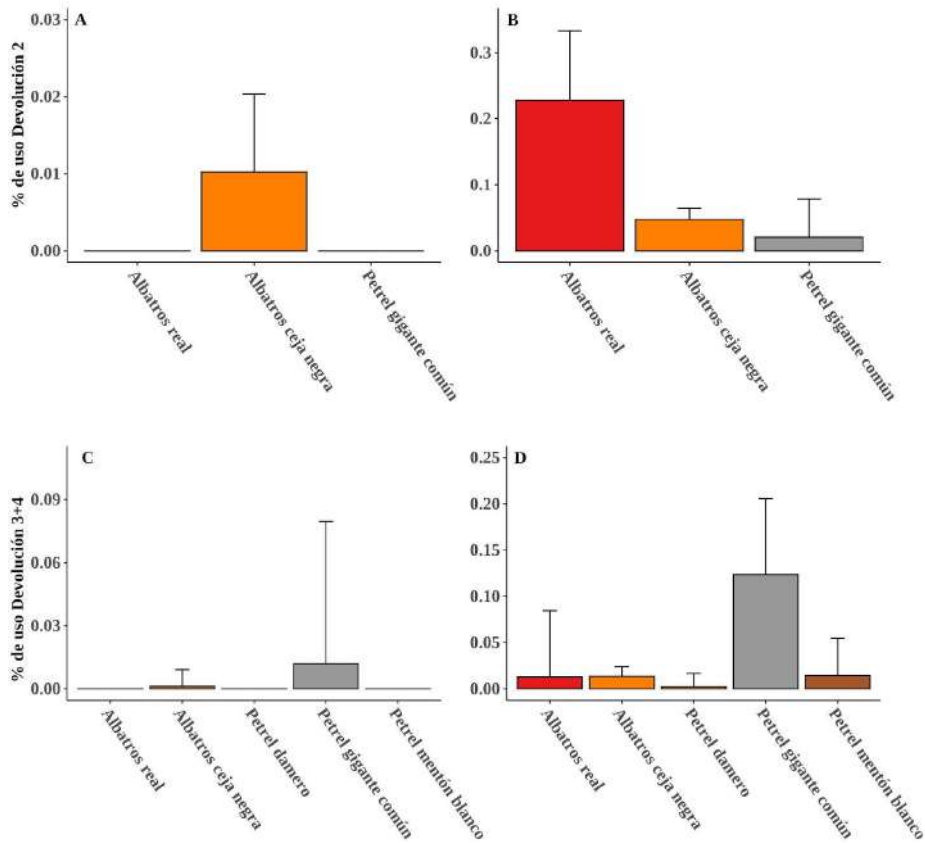 A
% de uso Devolución 2
0.03
0.02
0.01
0.00
Albatros real
Albatros ceja negra
Petrel gigante común
B
0.3
0.2
0.1
0.0
Albatros real
Albatros ceja negra
Petrel gigante común
C
% de uso Devolución 3+4
0.09
0.06
0.03
0.00
Albatros real
Albatros ceja negra
Petrel damero
Petrel gigante común
Petrel mentón blanco
D
0.25
0.20
0.15
0.10
0.05
0.00
Albatros real
Albatros ceja negra
Petrel damero
Petrel gigante común
Petrel mentón blanco